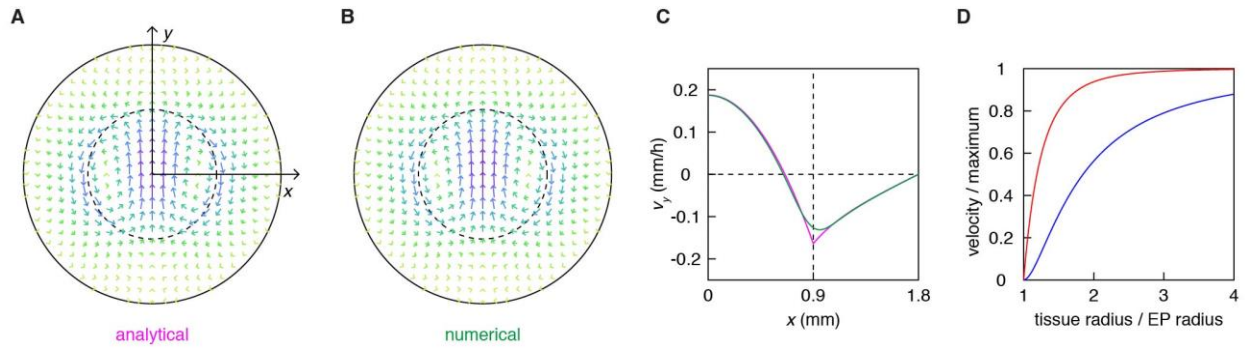 A
y
x
analytical
B
numerical
C
v_y (mm/h)
0.2
0.1
0
-0.1
-0.2
0
0.9
1.8
x (mm)
D
velocity / maximum
1
0.8
0.6
0.4
0.2
0
1
2
3
4
tissue radius / EP radius